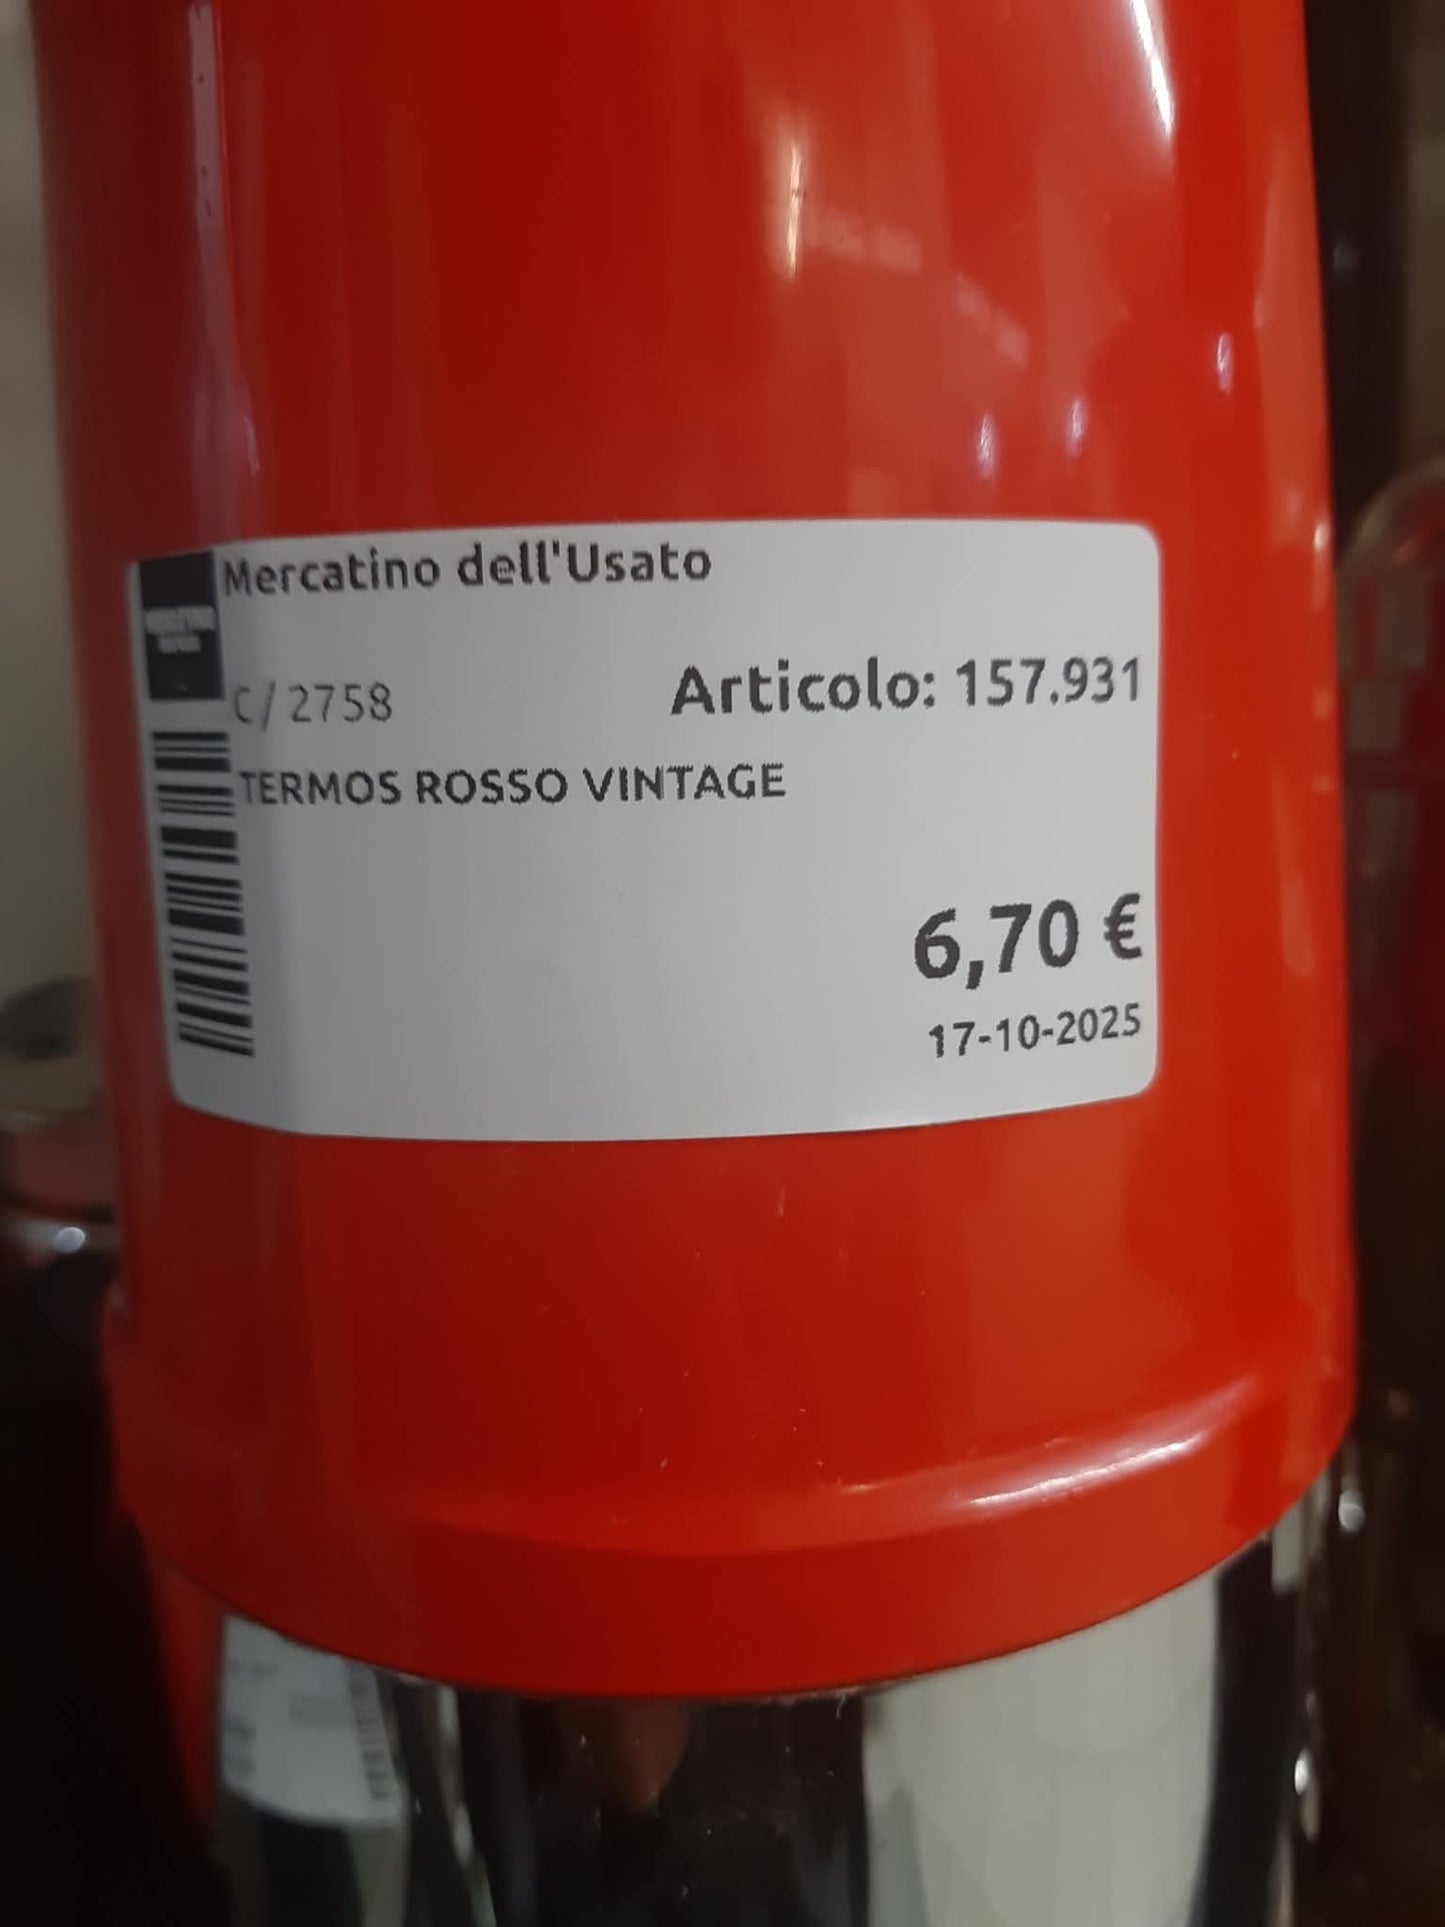 Mercatino dell'Usato
C/ 2758
Articolo: 157.931
TERMOS ROSSO VINTAGE
6,70 €
17-10-2025